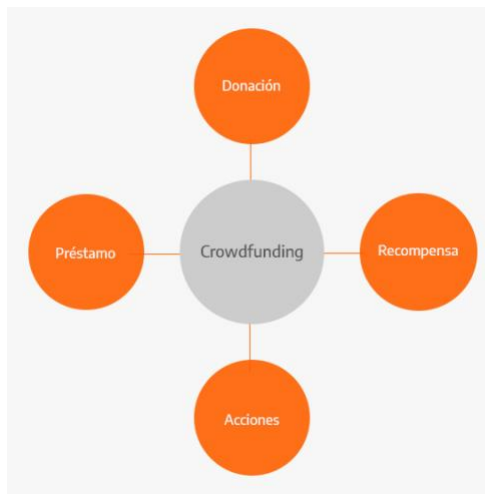 Donación
Préstamo
Crowdfunding
Recompensa
Acciones